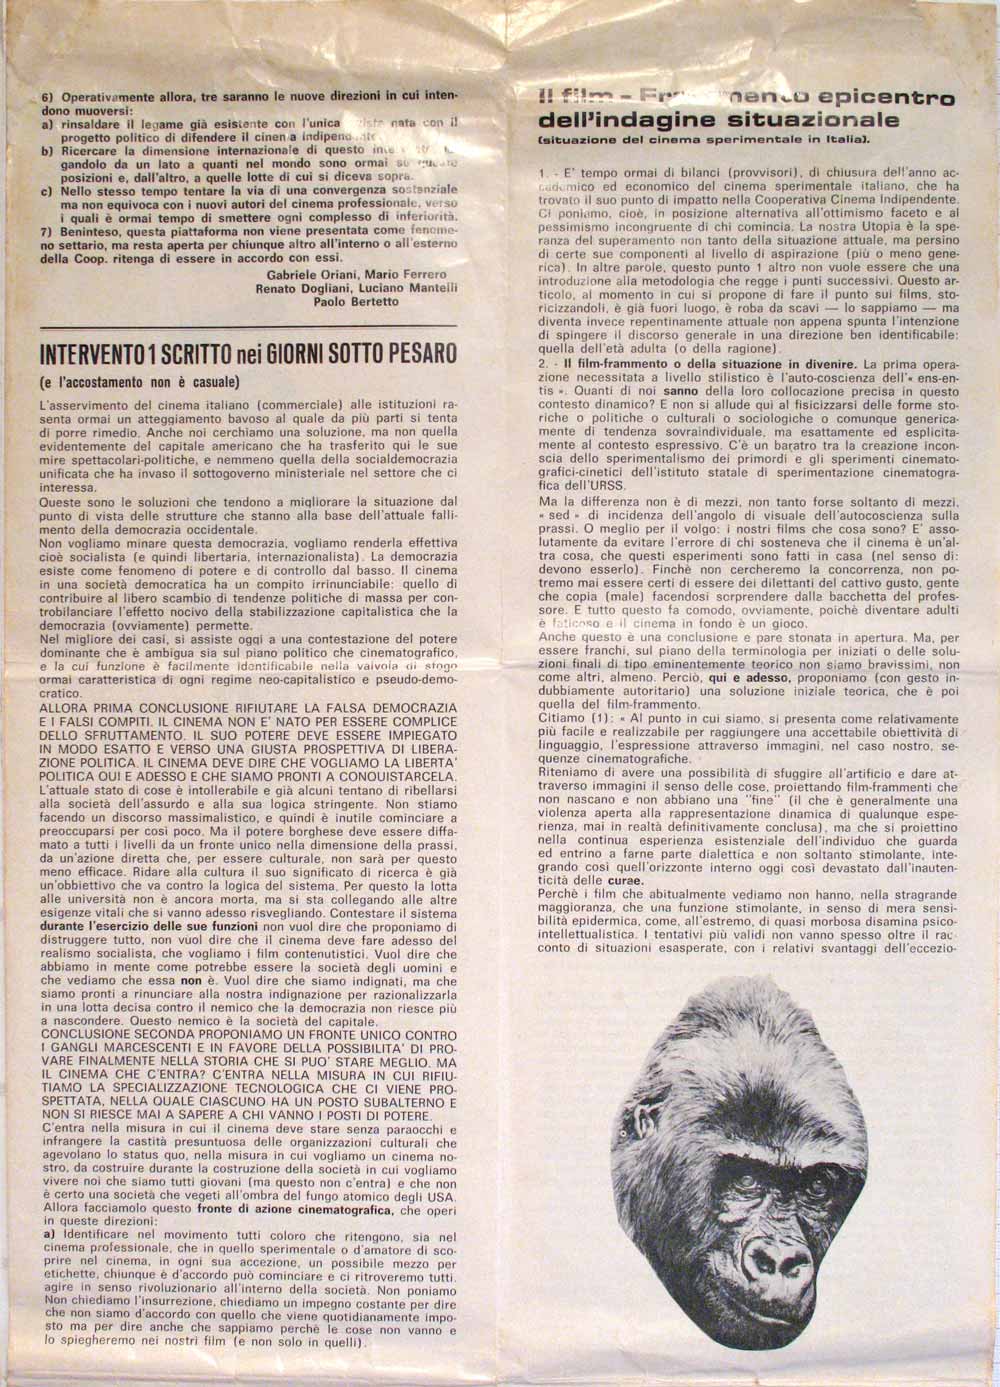 6) Operativamente allora, tre saranno le nuove direzioni in cui inten-
dono muoversi:
a) rinsaldare il legame già esistente con l'unica nata con il
progetto politico di difendere il cinema
b) Ricercare la dimensione internazionale di questo
gandolo da un lato a quanti nel mondo sono ormai su queste
posizioni e, dall'altro, a quelle lotte di cui si diceva sopra.
c) Nello stesso tempo tentare la via di una convergenza sostanziale
ma non equivoca con i nuovi autori del cinema professionale, verso
i quali è ormai tempo di smettere ogni complesso di inferiorità.
7) Beninteso, questa piattaforma non viene presentata come fenome-
no settario, ma resta aperta per chiunque altro all'interno o all'esterno
della Coop. ritenga di essere in accordo con essi.
Gabriele Oriani, Mario Ferrero
Renato Dogliani, Luciano Mantelli
Paolo Bertetto
INTERVENTO 1 SCRITTO nei GIORNI SOTTO PESARO
(e l'accostamento non è casuale)
L'asservimento del cinema italiano (commerciale) alle istituzioni ra-
senta ormai un atteggiamento bavoso al quale da più parti si tenta
di porre rimedio. Anche noi cerchiamo una soluzione, ma non quella
evidentemente del capitale americano che ha trasferito qui le sue
mire spettacolari-politiche, e nemmeno quella della socialdemocrazia
unificata che ha invaso il sottogoverno ministeriale nel settore che ci
interessa.
Queste sono le soluzioni che tendono a migliorare la situazione dal
punto di vista delle strutture che stanno alla base dell'attuale falli-
mento della democrazia occidentale.
Non vogliamo minare questa democrazia, vogliamo renderla effettiva
cioè socialista (e quindi libertaria, internazionalista). La democrazia
esiste come fenomeno di potere e di controllo dal basso. Il cinema
in una società democratica ha un compito irrinunciabile: quello di
contribuire al libero scambio di tendenze politiche di massa per con-
trobilanciare l'effetto nocivo della stabilizzazione capitalistica che la
democrazia (ovviamente) permette.
Nel migliore dei casi, si assiste oggi a una contestazione del potere
dominante che è ambigua sia sul piano politico che cinematografico,
e la cui funzione è facilmente identificabile nella valvola di sfogo
ormai caratteristica di ogni regime neo-capitalistico e pseudo-demo-
cratico.
ALLORA PRIMA CONCLUSIONE RIFIUTARE LA FALSA DEMOCRAZIA
E I FALSI COMPITI. IL CINEMA NON E' NATO PER ESSERE COMPLICE
DELLO SFRUTTAMENTO. IL SUO POTERE DEVE ESSERE IMPIEGATO
IN MODO ESATTO E VERSO UNA GIUSTA PROSPETTIVA DI LIBERA-
ZIONE POLITICA. IL CINEMA DEVE DIRE CHE VOGLIAMO LA LIBERTA'
POLITICA QUI E ADESSO E CHE SIAMO PRONTI A CONQUISTARCELA.
L'attuale stato di cose è intollerabile e già alcuni tentano di ribellarsi
alla società dell'assurdo e alla sua logica stringente. Non stiamo
facendo un discorso massimalistico, e quindi è inutile cominciare a
preoccuparsi per così poco. Ma il potere borghese deve essere diffa-
mato a tutti i livelli da un fronte unico nella dimensione della prassi,
da un'azione diretta che, per essere culturale, non sarà per questo
meno efficace. Ridare alla cultura il suo significato di ricerca è già
un'obbiettivo che va contro la logica del sistema. Per questo la lotta
alle università non è ancora morta, ma si sta collegando alle altre
esigenze vitali che si vanno adesso risvegliando. Contestare il sistema
durante l'esercizio delle sue funzioni non vuol dire che proponiamo di
distruggere tutto, non vuol dire che il cinema deve fare adesso del
realismo socialista, che vogliamo i film contenutistici. Vuol dire che
abbiamo in mente come potrebbe essere la società degli uomini e
che vediamo che essa non è. Vuol dire che siamo indignati, ma che
siamo pronti a rinunciare alla nostra indignazione per razionalizzarla
in una lotta decisa contro il nemico che la democrazia non riesce più
a nascondere. Questo nemico è la società del capitale.
CONCLUSIONE SECONDA PROPONIAMO UN FRONTE UNICO CONTRO
I GANGLI MARCESCENTI E IN FAVORE DELLA POSSIBILITA' DI PRO-
VARE FINALMENTE NELLA STORIA CHE SI PUO' STARE MEGLIO. MA
IL CINEMA CHE C'ENTRA? C'ENTRA NELLA MISURA IN CUI RIFIU-
TIAMO LA SPECIALIZZAZIONE TECNOLOGICA CHE CI VIENE PRO-
SPETTATA, NELLA QUALE CIASCUNO HA UN POSTO SUBALTERNO E
NON SI RIESCE MAI A SAPERE A CHI VANNO I POSTI DI POTERE.
C'entra nella misura in cui il cinema deve stare senza paraocchi e
infrangere la castità presuntuosa delle organizzazioni culturali che
agevolano lo status quo, nella misura in cui vogliamo un cinema no-
stro, da costruire durante la costruzione della società in cui vogliamo
vivere noi che siamo tutti giovani (ma questo non c'entra) e che non
è certo una società che vegeti all'ombra del fungo atomico degli USA.
Allora facciamolo questo fronte di azione cinematografica, che operi
in queste direzioni:
a) Identificare nel movimento tutti coloro che ritengono, sia nel
cinema professionale, che in quello sperimentale o d'amatore di sco-
prire nel cinema, in ogni sua accezione, un possibile mezzo per
etichette, chiunque è d'accordo può cominciare e ci ritroveremo tutti.
agire in senso rivoluzionario all'interno della società. Non poniamo
Non chiediamo l'insurrezione, chiediamo un impegno costante per dire
che non siamo d'accordo con quello che viene quotidianamente impo-
sto ma per dire anche che sappiamo perchè le cose non vanno e
lo spiegheremo nei nostri film (e non solo in quelli).
Il film - Frammento epicentro
dell'indagine situazionale
(situazione del cinema sperimentale in Italia).
1. - E' tempo ormai di bilanci (provvisori), di chiusura dell'anno ac-
cademico ed economico del cinema sperimentale italiano, che ha
trovato il suo punto di impatto nella Cooperativa Cinema Indipendente.
Ci poniamo, cioè, in posizione alternativa all'ottimismo faceto e al
pessimismo incongruente di chi comincia. La nostra Utopia è la spe-
ranza del superamento non tanto della situazione attuale, ma persino
di certe sue componenti al livello di aspirazione (più o meno gene-
rica). In altre parole, questo punto 1 altro non vuole essere che una
introduzione alla metodologia che regge i punti successivi. Questo ar-
ticolo, al momento in cui si propone di fare il punto sui films, sto-
ricizzandoli, è già fuori luogo, è roba da scavi — lo sappiamo — ma
diventa invece repentinamente attuale non appena spunta l'intenzione
di spingere il discorso generale in una direzione ben identificabile:
quella dell'età adulta (o della ragione).
2. - Il film-frammento o della situazione in divenire. La prima opera-
zione necessitata a livello stilistico è l'auto-coscienza dell'« ens-en-
tis ». Quanti di noi sanno della loro collocazione precisa in questo
contesto dinamico? E non si allude qui al fisicizzarsi delle forme sto-
riche o politiche o culturali o sociologiche o comunque generica-
mente di tendenza sovraindividuale, ma esattamente ed esplicita-
mente al contesto espressivo. C'è un baratro tra la creazione incon-
scia dello sperimentalismo dei primordi e gli sperimenti cinemato-
grafici-cinetici dell'istituto statale di sperimentazione cinematogra-
fica dell'URSS.
Ma la differenza non è di mezzi, non tanto forse soltanto di mezzi,
« sed » di incidenza dell'angolo di visuale dell'autocoscienza sulla
prassi. O meglio per il volgo: i nostri films che cosa sono? E' asso-
lutamente da evitare l'errore di chi sosteneva che il cinema è un'al-
tra cosa, che questi esperimenti sono fatti in casa (nel senso di:
devono esserlo). Finchè non cercheremo la concorrenza, non po-
tremo mai essere certi di essere dei dilettanti del cattivo gusto, gente
che copia (male) facendosi sorprendere dalla bacchetta del profes-
sore. E tutto questo fa comodo, ovviamente, poichè diventare adulti
è faticoso e il cinema in fondo è un gioco.
Anche questo è una conclusione e pare stonata in apertura. Ma, per
essere franchi, sul piano della terminologia per iniziati o delle solu-
zioni finali di tipo eminentemente teorico non siamo bravissimi, non
come altri, almeno. Perciò, qui e adesso, proponiamo (con gesto in-
dubbiamente autoritario) una soluzione iniziale teorica, che è poi
quella del film-frammento.
Citiamo (1): « Al punto in cui siamo, si presenta come relativamente
più facile e realizzabile per raggiungere una accettabile obiettività di
linguaggio, l'espressione attraverso immagini, nel caso nostro, se-
quenze cinematografiche.
Riteniamo di avere una possibilità di sfuggire all'artificio e dare at-
traverso immagini il senso delle cose, proiettando film-frammenti che
non nascano e non abbiano una "fine" (il che è generalmente una
violenza aperta alla rappresentazione dinamica di qualunque espe-
rienza, mai in realtà definitivamente conclusa), ma che si proiettino
nella continua esperienza esistenziale dell'individuo che guarda
ed entrino a farne parte dialettica e non soltanto stimolante, inte-
grando così quell'orizzonte interno oggi così devastato dall'inauten-
ticità delle curae.
Perchè i film che abitualmente vediamo non hanno, nella stragrande
maggioranza, che una funzione stimolante, in senso di mera sensi-
bilità epidermica, come, all'estremo, di quasi morbosa disamina psico-
intellettualistica. I tentativi più validi non vanno spesso oltre il rac-
conto di situazioni esasperate, con i relativi svantaggi dell'eccezio-